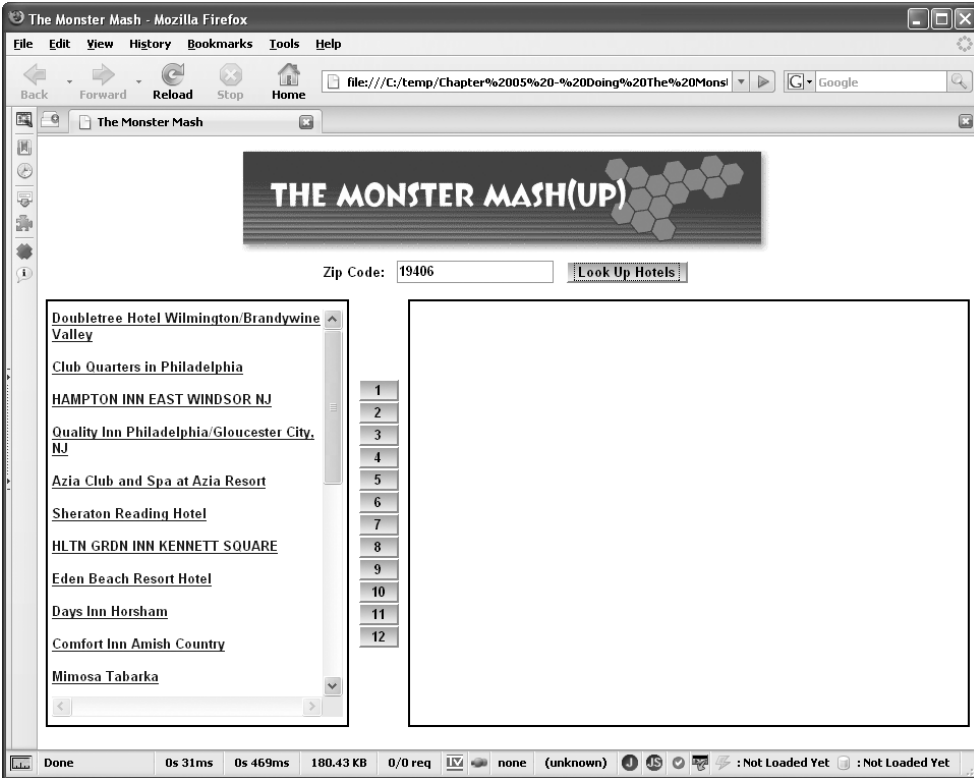 The Monster Mash - Mozilla Firefox
File Edit View History Bookmarks Tools Help
Back Forward Reload Stop Home
file:///C:/temp/Chapter%2005%20-%20Doing%20The%20Mons
G Google
The Monster Mash
THE MONSTER MASH(UP)
Zip Code: 19406 Look Up Hotels
Doubletree Hotel Wilmington/Brandywine
Valley
Club Quarters in Philadelphia
HAMPTON INN EAST WINDSOR NJ
Quality Inn Philadelphia/Gloucester City,
NJ
Azia Club and Spa at Azia Resort
Sheraton Reading Hotel
HLTN GRDN INN KENNETT SQUARE
Eden Beach Resort Hotel
Days Inn Horsham
Comfort Inn Amish Country
Mimosa Tabarka
1
2
3
4
5
6
7
8
9
10
11
12
Done 0s 31ms 0s 469ms 180.43 KB 0/0 req none (unknown) J JS : Not Loaded Yet : Not Loaded Yet